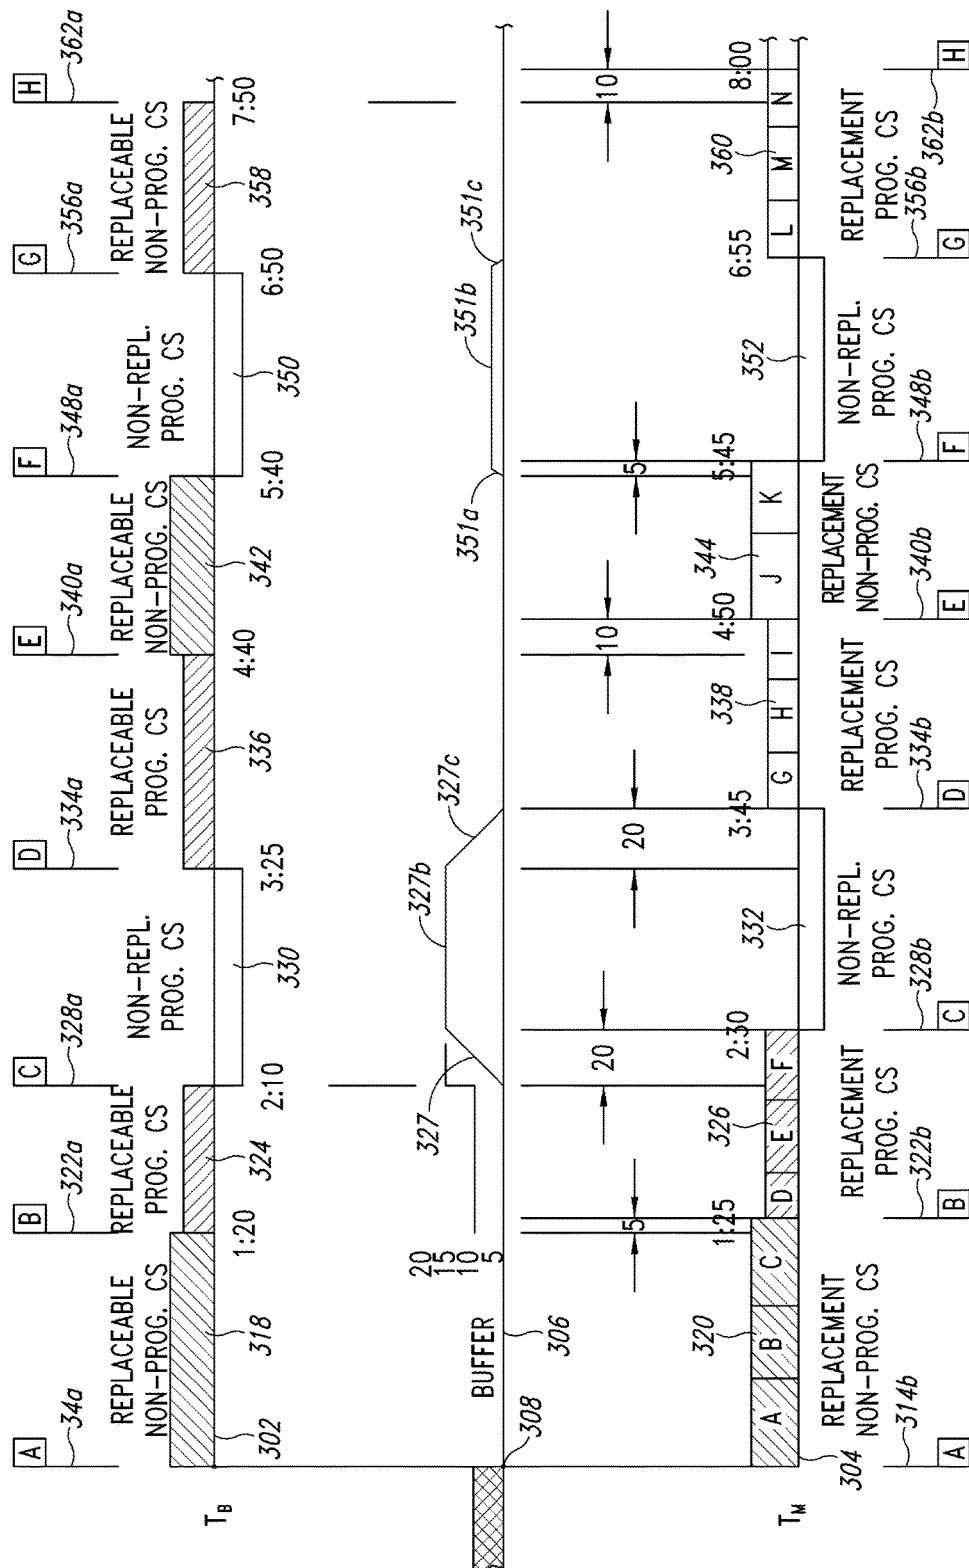 A B C D E F G H
34a 322a 328a 334a 340a 348a 356a 362a
REPLACEABLE
NON-PROG. CS
REPLACEABLE
PROG. CS
NON-REPL.
PROG. CS
REPLACEABLE
PROG. CS
REPLACEABLE
NON-PROG. CS
NON-REPL.
PROG. CS
REPLACEABLE
NON-PROG. CS
318 324 330 336 342 350 358
TB 302
1:20 2:10 3:25 4:40 5:40 6:50 7:50
20
15
10
5
BUFFER
327 327b 327c 351a 351b 351c
308 306
5 20 20 10 5 10
1:25 2:30 3:45 4:50 5:45 6:55 8:00
320 326 332 338 344 352 360
A B C D E F G H I J K L M N
TM
304
REPLACEMENT
NON-PROG. CS
REPLACEMENT
PROG. CS
NON-REPL.
PROG. CS
REPLACEMENT
PROG. CS
REPLACEMENT
NON-PROG. CS
NON-REPL.
PROG. CS
REPLACEMENT
PROG. CS
314b 322b 328b 334b 340b 348b 356b 362b
A B C D E F G H